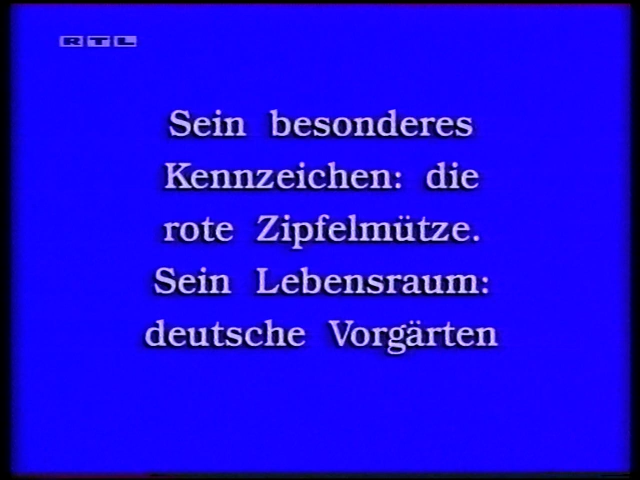 RTL
Sein besonderes
Kennzeichen: die
rote Zipfelmütze.
Sein Lebensraum:
deutsche Vorgärten